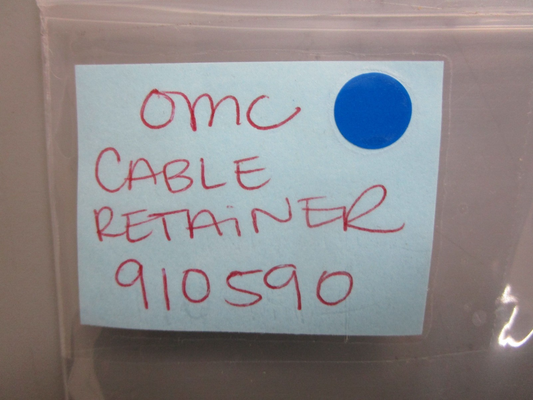 omc
CABLE
RETAiNER
910590